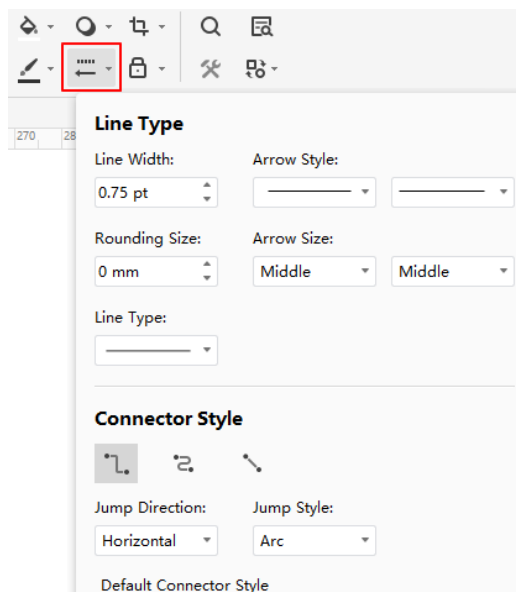 270 28
Line Type
Line Width: Arrow Style:
0.75 pt
Rounding Size: Arrow Size:
0 mm Middle Middle
Line Type:
Connector Style
Jump Direction: Jump Style:
Horizontal Arc
Default Connector Style